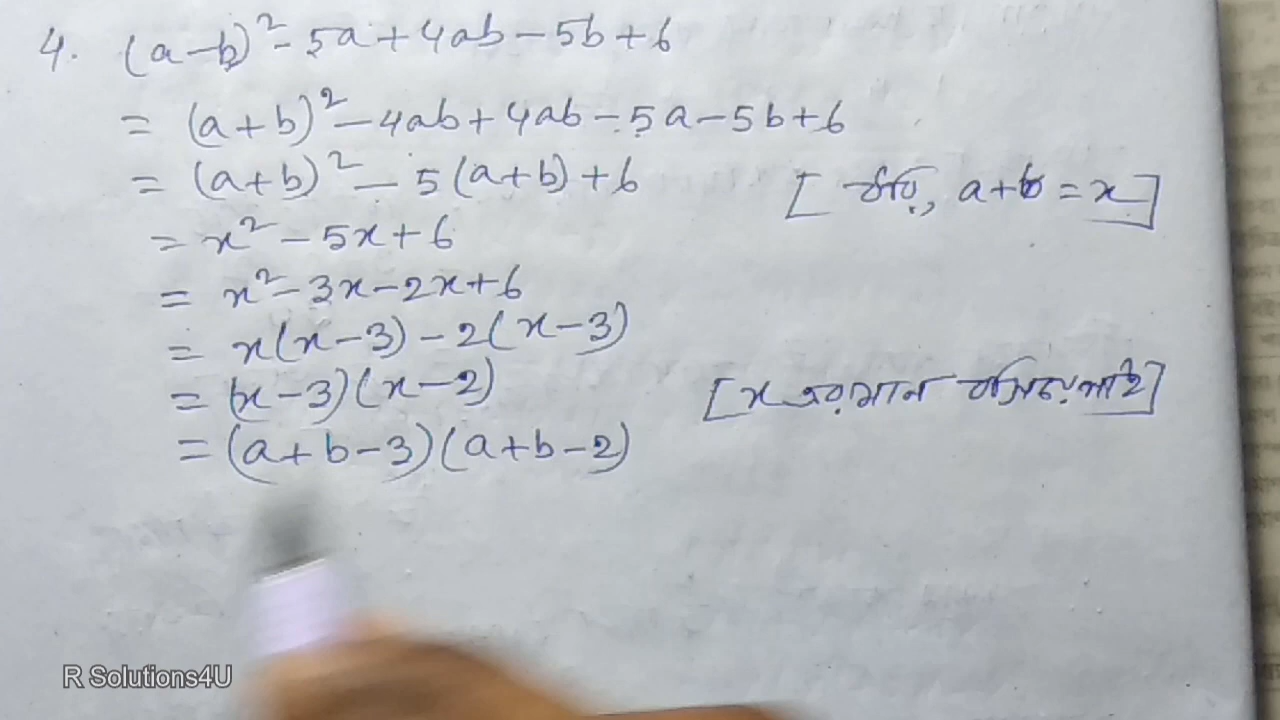 4. (a-b)² - 5a + 4ab - 5b + 6
= (a+b)² - 4ab + 4ab - 5a - 5b + 6
= (a+b)² - 5(a+b) + 6 [ধরি, a+b = x]
= x² - 5x + 6
= x² - 3x - 2x + 6
= x(x-3) - 2(x-3)
= (x-3)(x-2) [x এর মান বসিয়ে পাই]
= (a+b-3)(a+b-2)
R Solutions4U